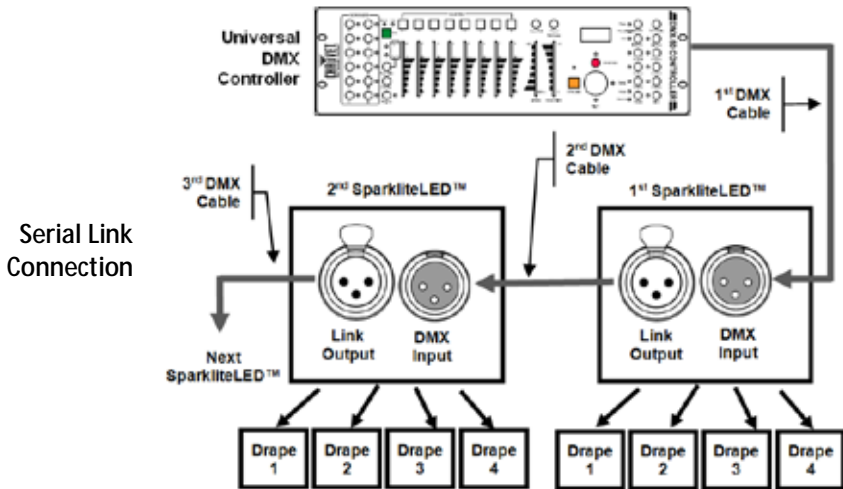 Universal
DMX
Controller
1st DMX
Cable
2nd DMX
Cable
3rd DMX
Cable
2nd SparkliteLED™
1st SparkliteLED™
Serial Link
Connection
Link
Output
DMX
Input
Link
Output
DMX
Input
Next
SparkliteLED™
Drape
1
Drape
2
Drape
3
Drape
4
Drape
1
Drape
2
Drape
3
Drape
4